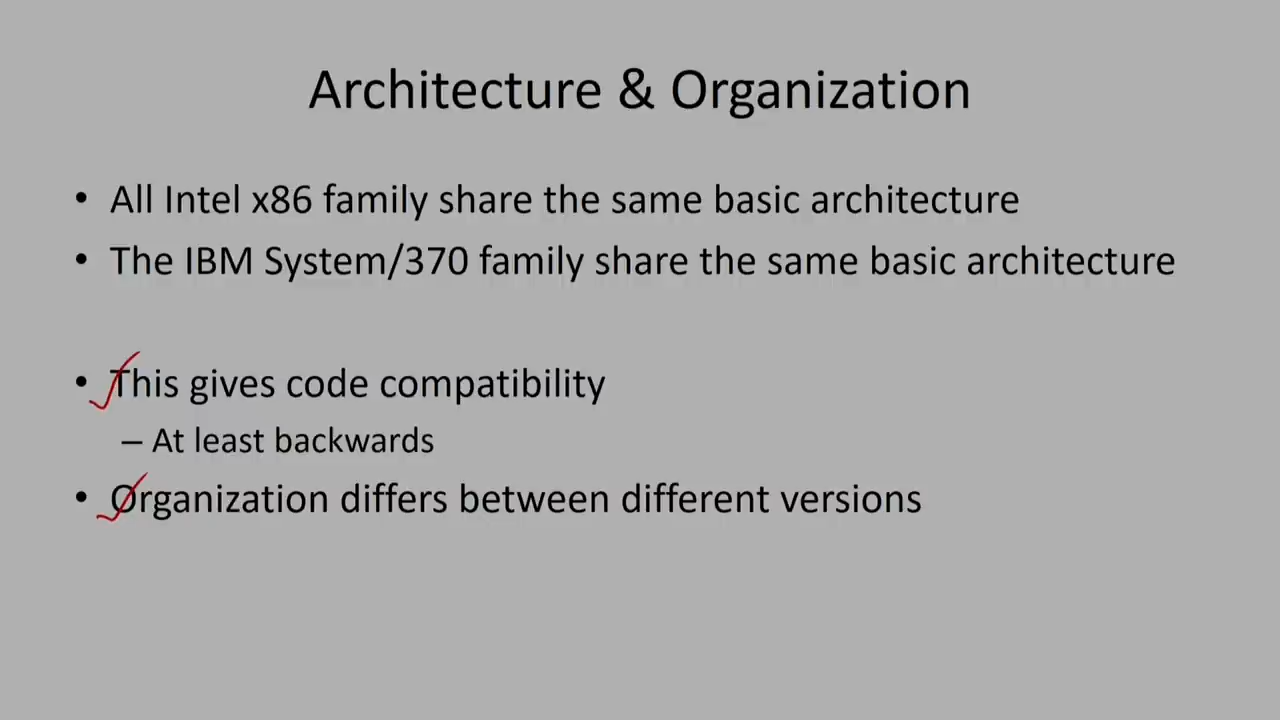 Architecture & Organization
• All Intel x86 family share the same basic architecture
• The IBM System/370 family share the same basic architecture
• This gives code compatibility
– At least backwards
• Organization differs between different versions